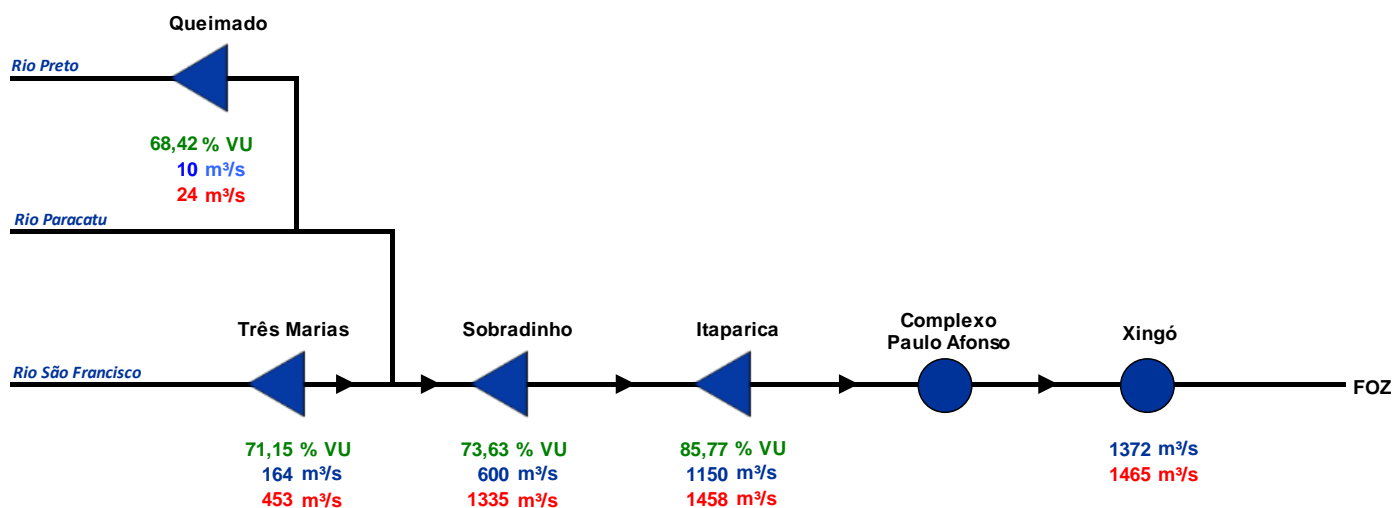 Queimado
Rio Preto
68,42 % VU
10 m³/s
24 m³/s
Rio Paracatu
Três Marias
Sobradinho
Itaparica
Complexo
Paulo Afonso
Xingó
Rio São Francisco
FOZ
71,15 % VU
164 m³/s
453 m³/s
73,63 % VU
600 m³/s
1335 m³/s
85,77 % VU
1150 m³/s
1458 m³/s
1372 m³/s
1465 m³/s